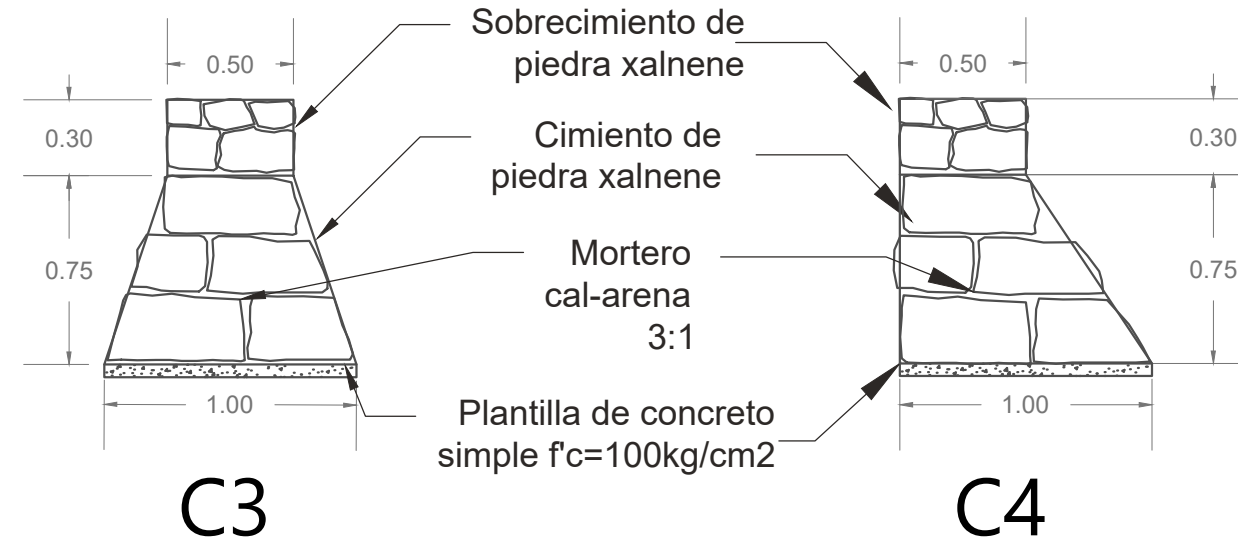 0.50
Sobrecimiento de
piedra xalnene
0.50
0.30
0.30
Cimiento de
piedra xalnene
0.75
Mortero
cal-arena
3:1
0.75
1.00
Plantilla de concreto
simple f'c=100kg/cm2
1.00
C3
C4